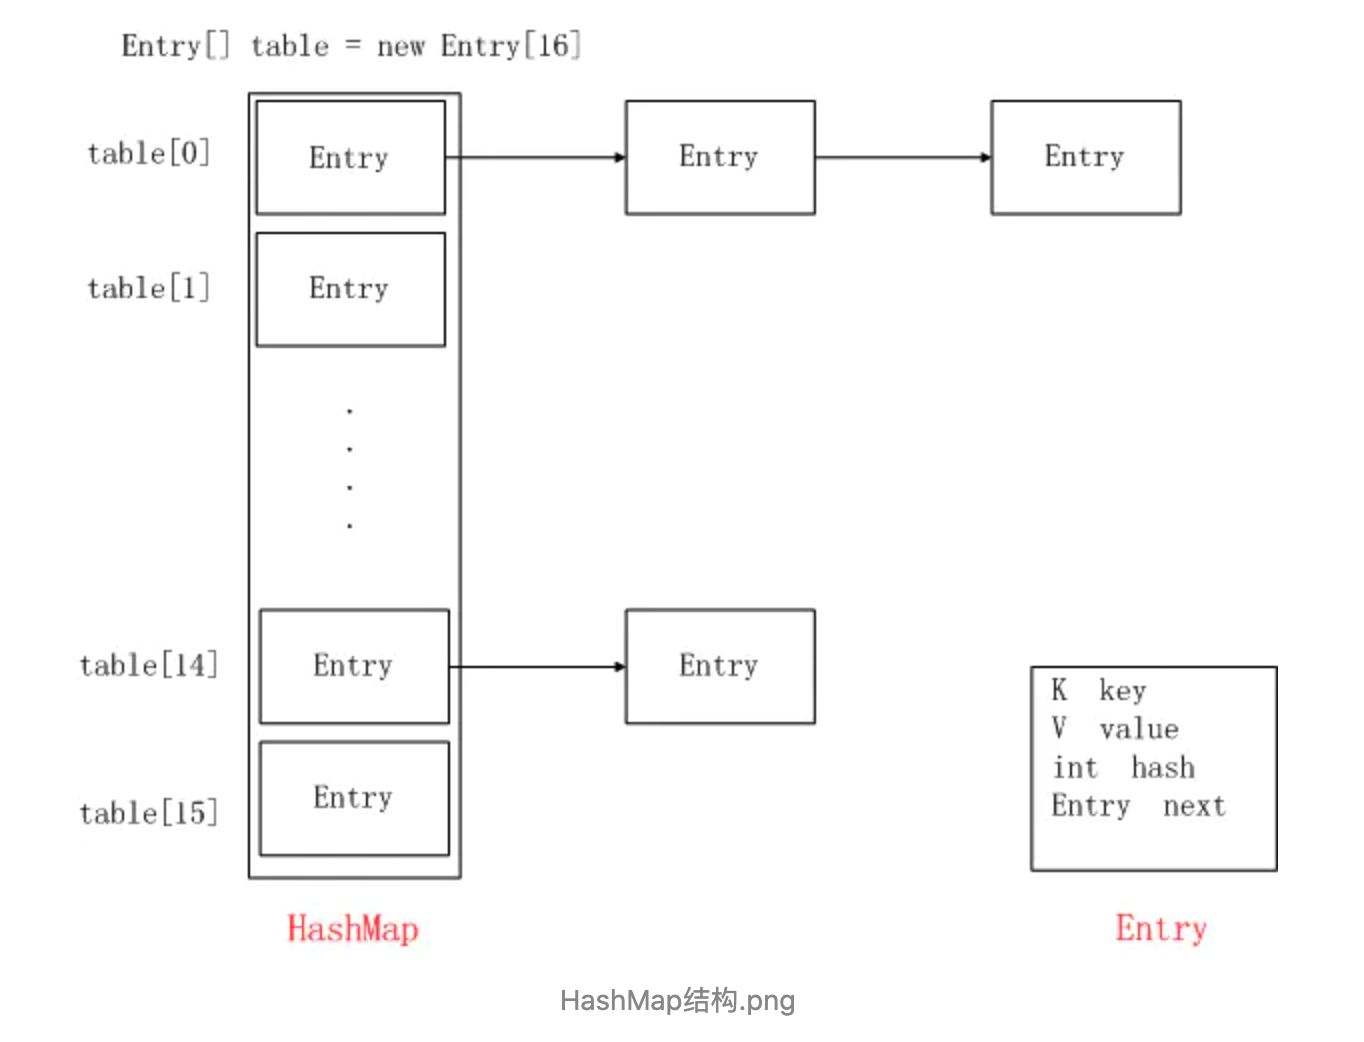 Entry[] table = new Entry[16]
table[0]
Entry
Entry
Entry
table[1]
Entry
.
.
.
.
table[14]
Entry
Entry
table[15]
Entry
K key
V value
int hash
Entry next
HashMap
Entry
HashMap结构.png